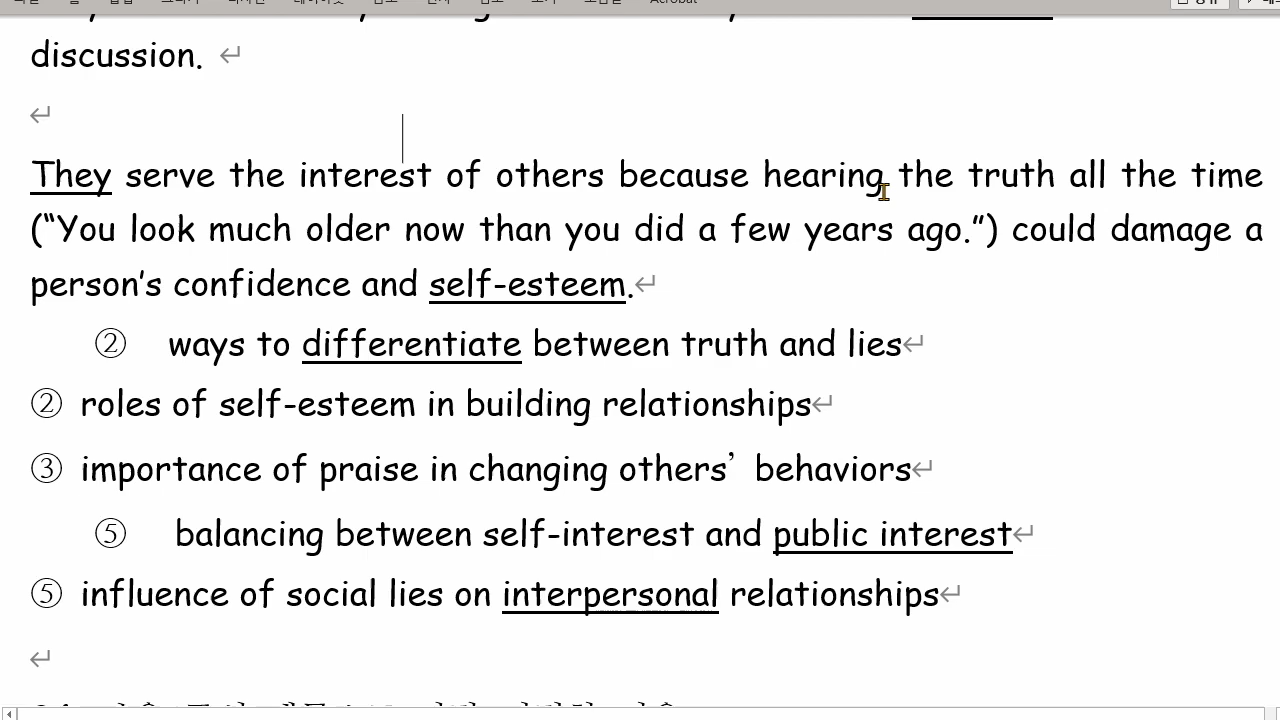 Acrobat
discussion. ↵
↵
They serve the interest of others because hearing the truth all the time
(“You look much older now than you did a few years ago.”) could damage a
person’s confidence and self-esteem.↵
② ways to differentiate between truth and lies↵
② roles of self-esteem in building relationships↵
③ importance of praise in changing others’ behaviors↵
⑤ balancing between self-interest and public interest↵
⑤ influence of social lies on interpersonal relationships↵
↵